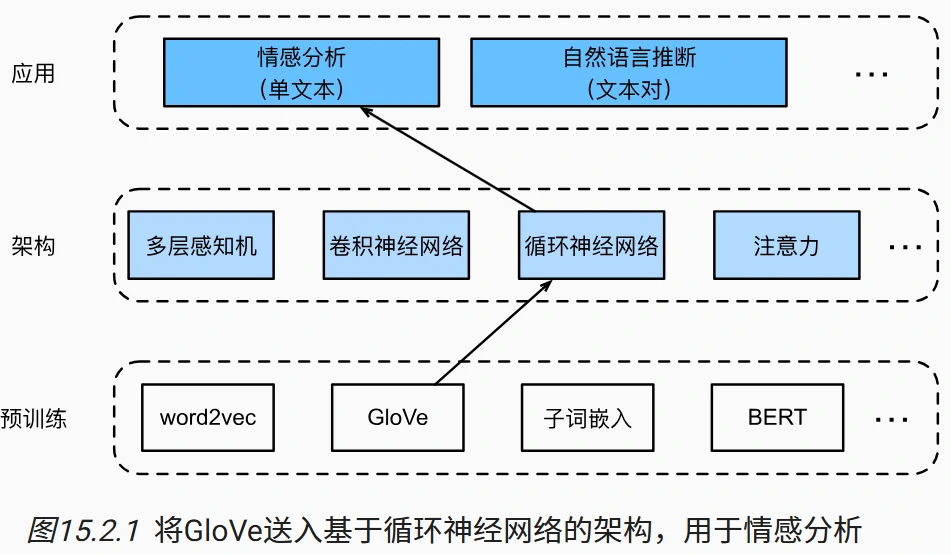 应用
情感分析
(单文本)
自然语言推断
(文本对)
...
架构
多层感知机
卷积神经网络
循环神经网络
注意力
...
预训练
word2vec
GloVe
子词嵌入
BERT
...
图15.2.1 将GloVe送入基于循环神经网络的架构，用于情感分析